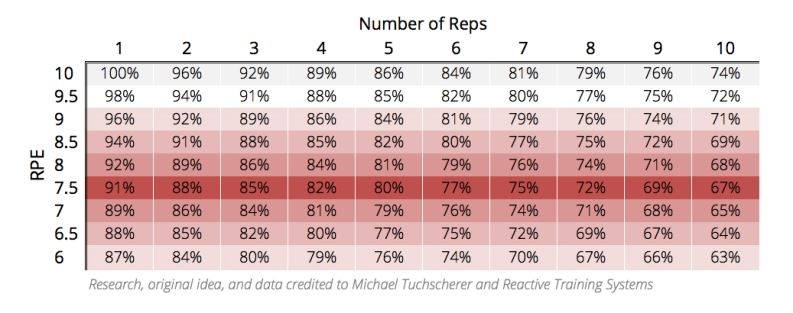 Number of Reps
1 2 3 4 5 6 7 8 9 10
RPE
10 100% 96% 92% 89% 86% 84% 81% 79% 76% 74%
9.5 98% 94% 91% 88% 85% 82% 80% 77% 75% 72%
9 96% 92% 89% 86% 84% 81% 79% 76% 74% 71%
8.5 94% 91% 88% 85% 82% 80% 77% 75% 72% 69%
8 92% 89% 86% 84% 81% 79% 76% 74% 71% 68%
7.5 91% 88% 85% 82% 80% 77% 75% 72% 69% 67%
7 89% 86% 84% 81% 79% 76% 74% 71% 68% 65%
6.5 88% 85% 82% 80% 77% 75% 72% 69% 67% 64%
6 87% 84% 80% 79% 76% 74% 70% 67% 66% 63%
Research, original idea, and data credited to Michael Tuchscherer and Reactive Training Systems